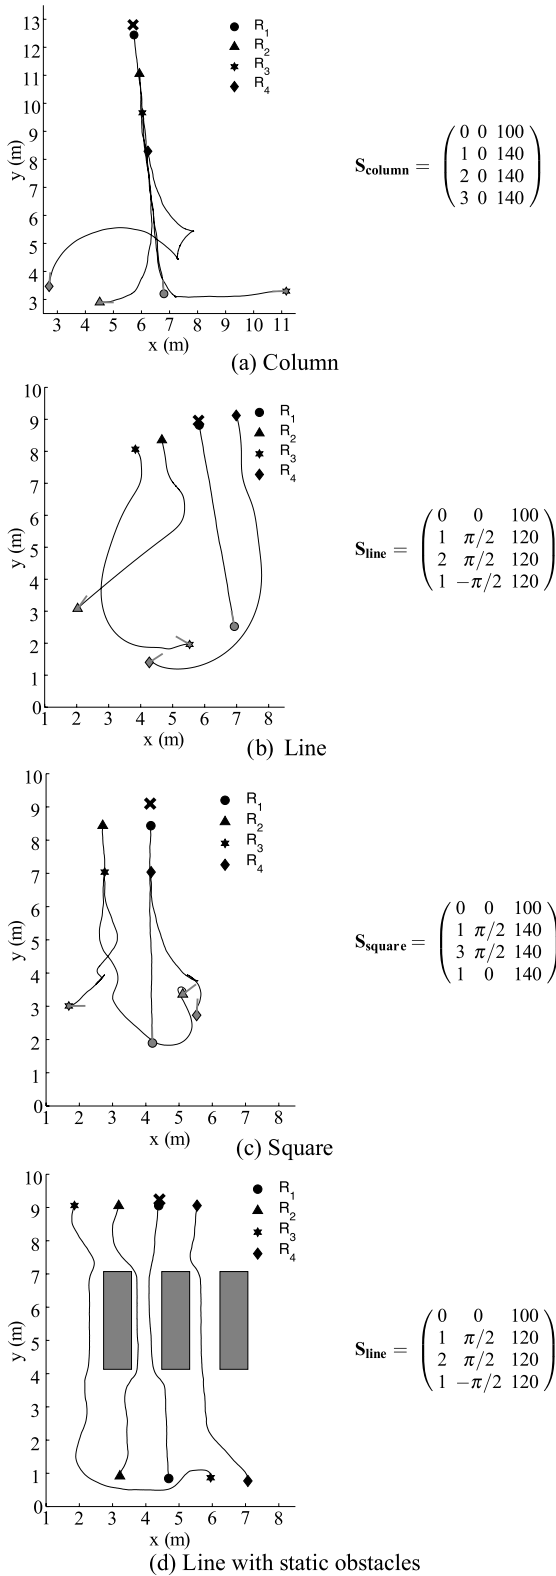 13
12
11
10
9
8
7
6
5
4
3
y (m)
3 4 5 6 7 8 9 10 11
x (m)
R1
R2
R3
R4
S_column = ( 0 0 100
1 0 140
2 0 140
3 0 140 )
(a) Column
10
9
8
7
6
5
4
3
2
1
0
y (m)
1 2 3 4 5 6 7 8
x (m)
R1
R2
R3
R4
S_line = ( 0 0 100
1 π/2 120
2 π/2 120
1 −π/2 120 )
(b) Line
10
9
8
7
6
5
4
3
2
1
0
y (m)
1 2 3 4 5 6 7 8
x (m)
R1
R2
R3
R4
S_square = ( 0 0 100
1 π/2 140
3 π/2 140
1 0 140 )
(c) Square
10
9
8
7
6
5
4
3
2
1
0
y (m)
1 2 3 4 5 6 7 8
x (m)
R1
R2
R3
R4
S_line = ( 0 0 100
1 π/2 120
2 π/2 120
1 −π/2 120 )
(d) Line with static obstacles